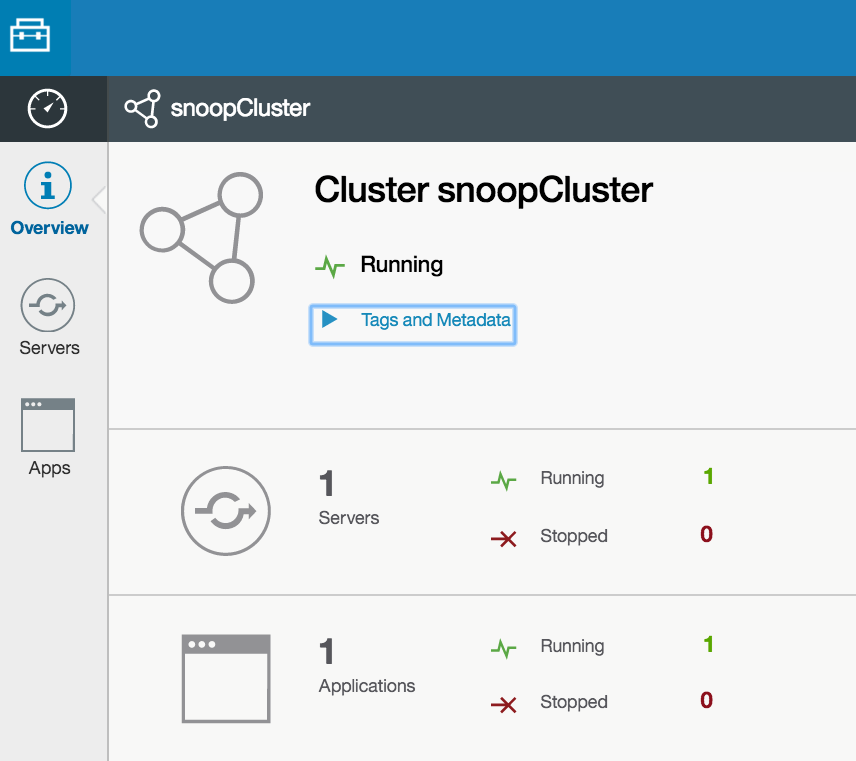 snoopCluster
Overview
Servers
Apps
Cluster snoopCluster
Running
Tags and Metadata
1
Servers
Running 1
Stopped 0
1
Applications
Running 1
Stopped 0